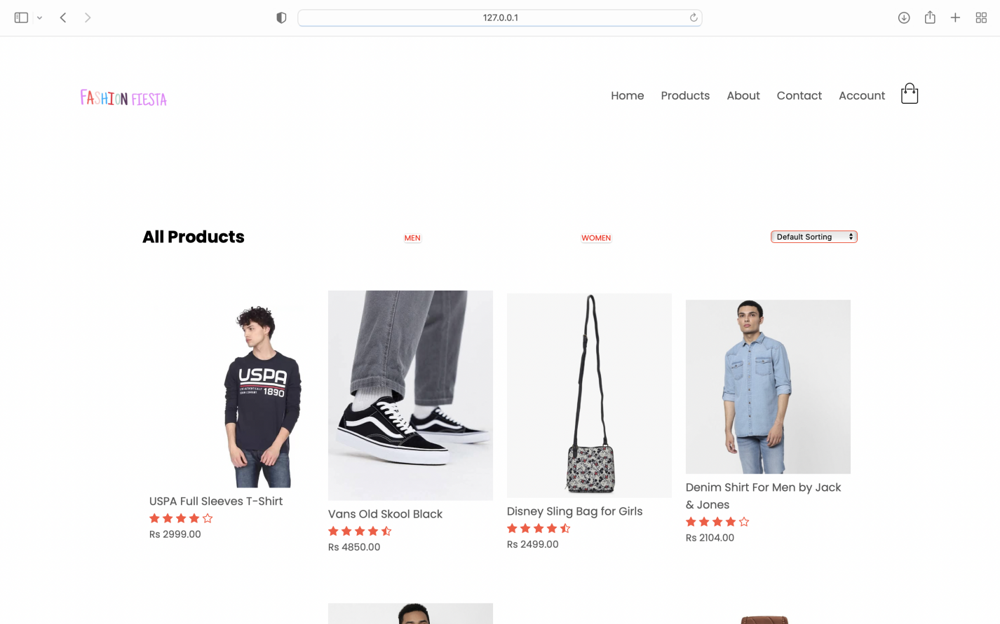 127.0.0.1
FASHION FIESTA
Home Products About Contact Account
All Products
MEN
WOMEN
Default Sorting
USPA
1890
USPA Full Sleeves T-Shirt
Rs 2999.00
Vans Old Skool Black
Rs 4850.00
Disney Sling Bag for Girls
Rs 2499.00
Denim Shirt For Men by Jack
& Jones
Rs 2104.00